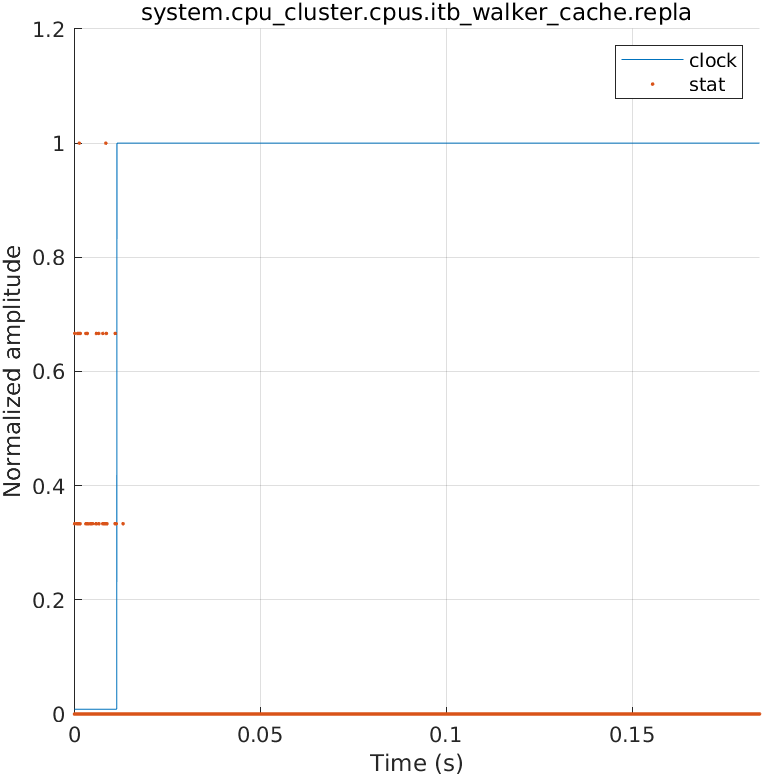 system.cpu_cluster.cpus.itb_walker_cache.repla
clock
stat
Normalized amplitude
1.2
1
0.8
0.6
0.4
0.2
0
0
0.05
0.1
0.15
Time (s)